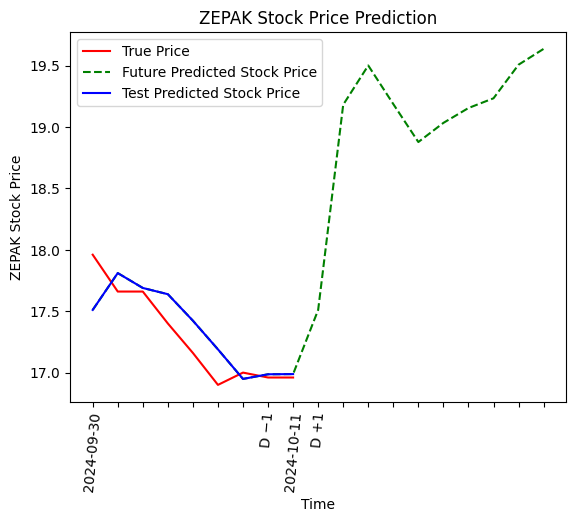 ZEPAK Stock Price Prediction
True Price
Future Predicted Stock Price
Test Predicted Stock Price
ZEPAK Stock Price
19.5
19.0
18.5
18.0
17.5
17.0
2024-09-30
D −1
2024-10-11
D +1
Time